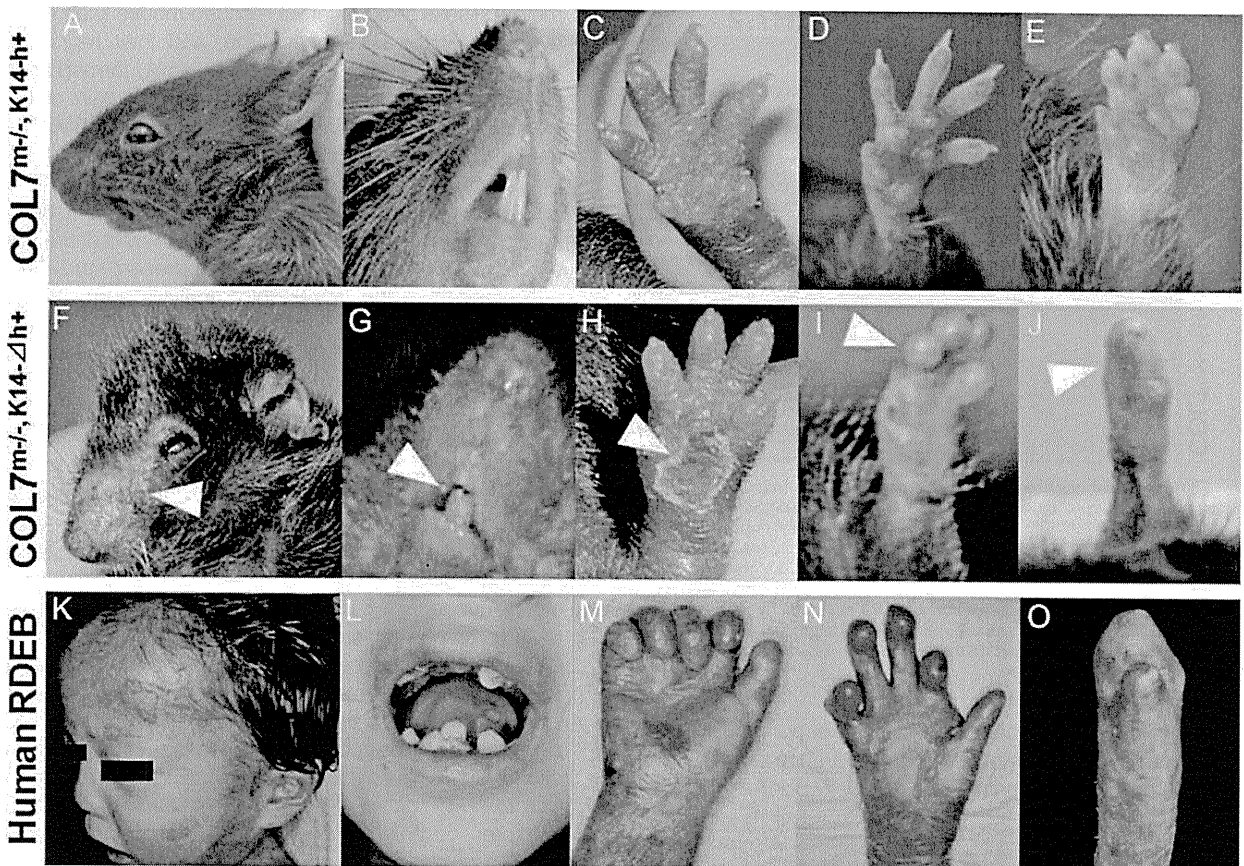 COL7m-/-, K14-h+
A B C D E
COL7m-/-, K14-⊿h+
F G H I J
Human RDEB
K L M N O